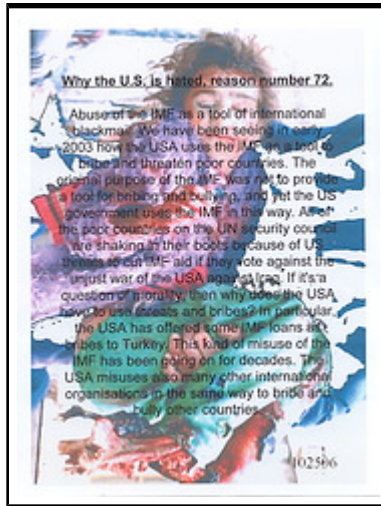 Why the U.S. is hated, reason number 72.
Abuse of the IMF as a tool of international
blackmail. We have been seeing in early
2003 how the USA uses the IMF as a tool to
bribe and threaten poor countries. The
original purpose of the IMF was not to provide
a tool for bribing and bullying, and yet the US
government uses the IMF in this way. All of
the poor countries on the UN security council
are shaking in their boots because of US
threats to cut IMF aid if they vote against the
unjust war of the USA against Iraq. If it's a
question of morality, then why does the USA
have to use threats and bribes? In particular,
the USA has offered some IMF loans as
bribes to Turkey. This kind of misuse of the
IMF has been going on for decades. The
USA misuses also many other international
organisations in the same way to bribe and
bully other countries.
102506